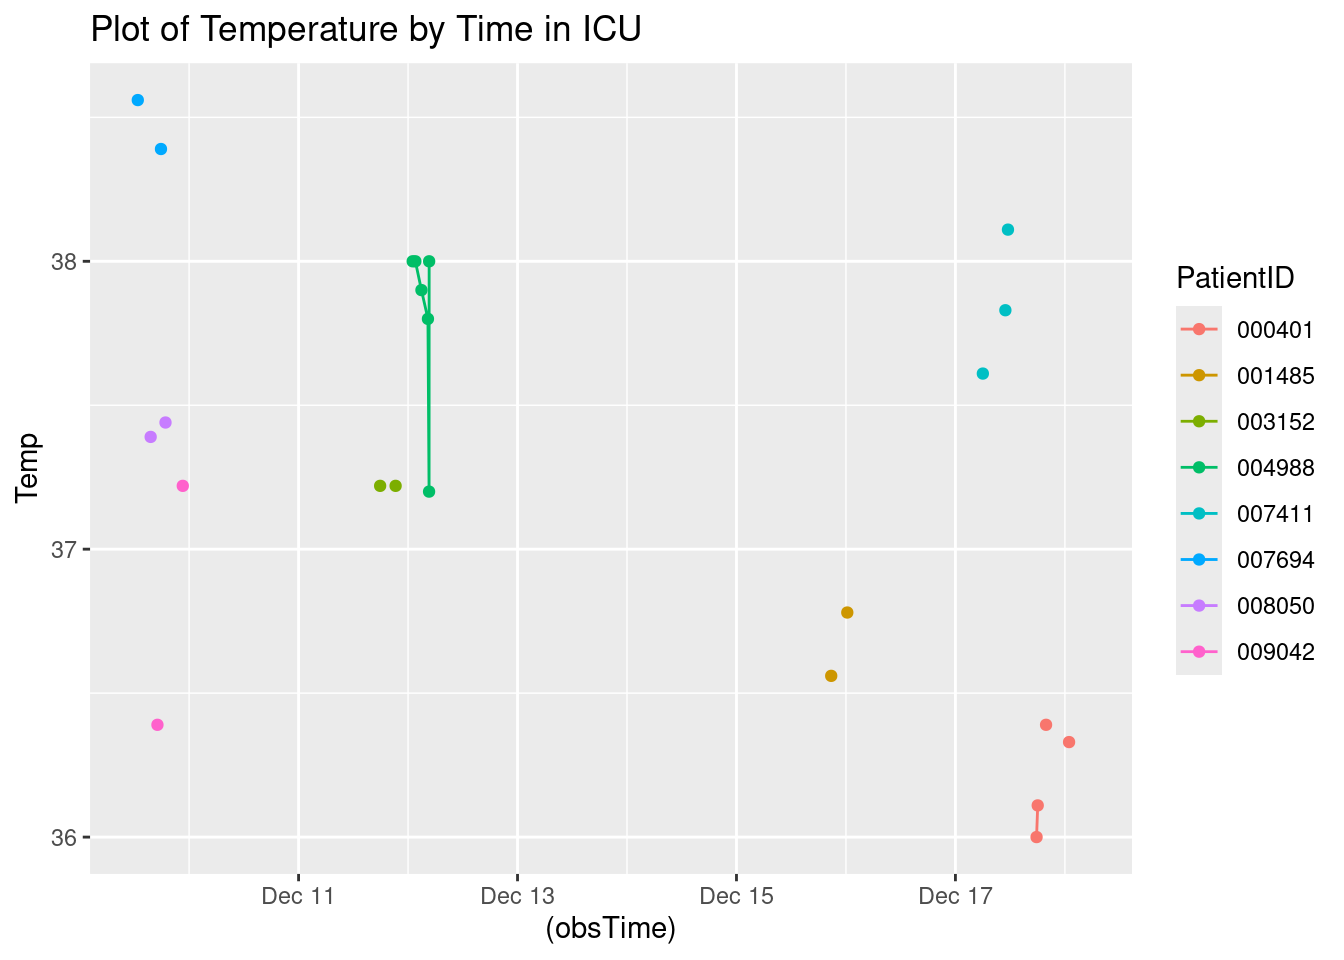 Plot of Temperature by Time in ICU
Temp
38
37
36
Dec 11
Dec 13
Dec 15
Dec 17
(obsTime)
PatientID
000401
001485
003152
004988
007411
007694
008050
009042